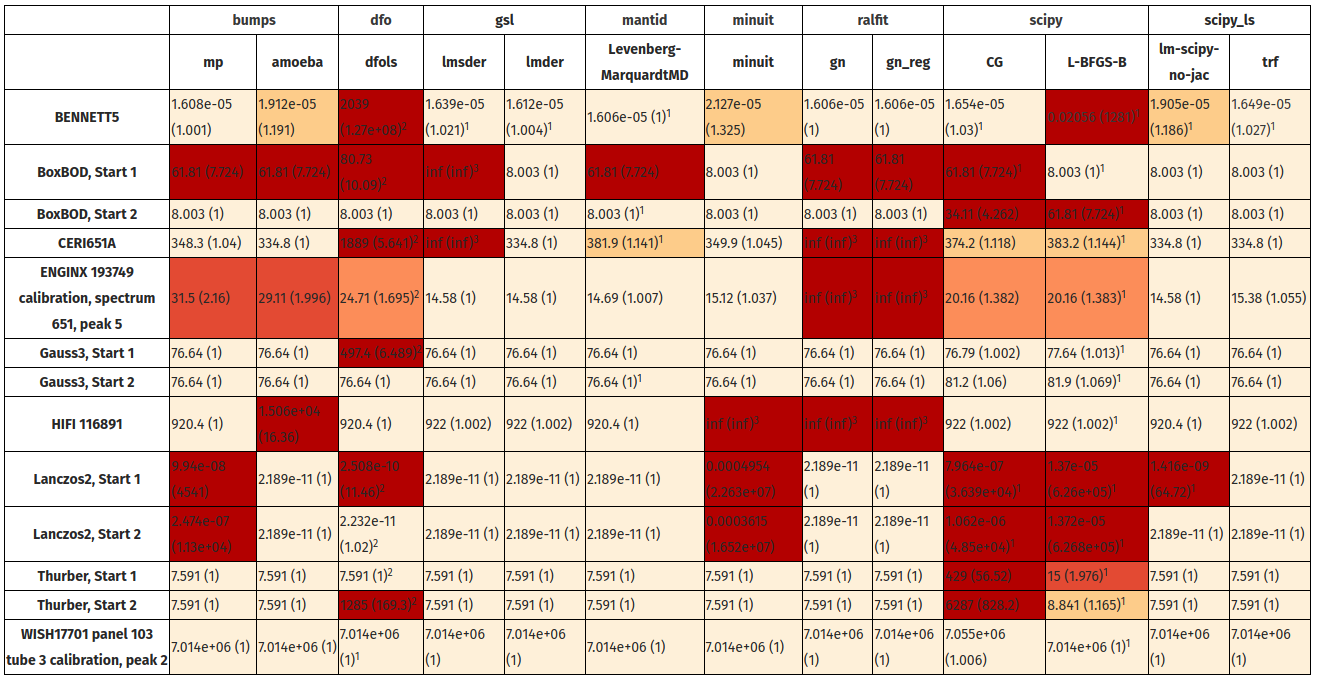 bumps dfo gsl mantid minuit ralfit scipy scipy_ls
mp amoeba dfols lmsder lmder Levenberg-MarquardtMD minuit gn gn_reg CG L-BFGS-B lm-scipy-no-jac trf
BENNETT5 1.608e-05 (1.001) 1.912e-05 (1.191) 2039 (1.27e+08)² 1.639e-05 (1.021)¹ 1.612e-05 (1.004)¹ 1.606e-05 (1)¹ 2.127e-05 (1.325) 1.606e-05 (1)¹ 1.606e-05 (1)¹ 1.654e-05 (1.03)¹ 0.02056 (1281)¹ 1.905e-05 (1.186)¹ 1.649e-05 (1.027)¹
BoxBOD, Start 1 61.81 (7.724) 61.81 (7.724) 80.73 (10.09)² inf (inf)³ 8.003 (1) 61.81 (7.724) 8.003 (1) 61.81 (7.724) 61.81 (7.724) 61.81 (7.724)¹ 8.003 (1)¹ 8.003 (1) 8.003 (1)
BoxBOD, Start 2 8.003 (1) 8.003 (1) 8.003 (1) 8.003 (1) 8.003 (1) 8.003 (1)¹ 8.003 (1) 8.003 (1) 8.003 (1) 34.11 (4.262) 61.81 (7.724)¹ 8.003 (1) 8.003 (1)
CERI651A 348.3 (1.04) 334.8 (1) 1889 (5.641)² inf (inf)³ 334.8 (1) 381.9 (1.141)¹ 349.9 (1.045) inf (inf)³ inf (inf)³ 374.2 (1.118) 383.2 (1.144)¹ 334.8 (1) 334.8 (1)
ENGINX 193749 calibration, spectrum 651, peak 5 31.5 (2.16) 29.11 (1.996) 24.71 (1.695)² 14.58 (1) 14.58 (1) 14.69 (1.007) 15.12 (1.037) inf (inf)³ inf (inf)³ 20.16 (1.382) 20.16 (1.383)¹ 14.58 (1) 15.38 (1.055)
Gauss3, Start 1 76.64 (1) 76.64 (1) 497.4 (6.489)² 76.64 (1) 76.64 (1) 76.64 (1) 76.64 (1) 76.64 (1) 76.64 (1) 76.79 (1.002) 77.64 (1.013)¹ 76.64 (1) 76.64 (1)
Gauss3, Start 2 76.64 (1) 76.64 (1) 76.64 (1) 76.64 (1) 76.64 (1) 76.64 (1)¹ 76.64 (1) 76.64 (1) 76.64 (1) 81.2 (1.06) 81.9 (1.069)¹ 76.64 (1) 76.64 (1)
HIFI 116891 920.4 (1) 1.506e+04 (16.36) 920.4 (1) 922 (1.002) 922 (1.002) 920.4 (1) inf (inf)³ inf (inf)³ inf (inf)³ 922 (1.002) 922 (1.002)¹ 920.4 (1) 922 (1.002)
Lanczos2, Start 1 9.94e-08 (4541) 2.189e-11 (1) 2.508e-10 (11.46)² 2.189e-11 (1) 2.189e-11 (1) 2.189e-11 (1) 0.0004954 (2.263e+07) 2.189e-11 (1) 2.189e-11 (1) 7.964e-07 (3.639e+04)¹ 1.37e-05 (6.26e+05)¹ 1.416e-09 (64.72)¹ 2.189e-11 (1)
Lanczos2, Start 2 2.474e-07 (1.13e+04) 2.189e-11 (1) 2.232e-11 (1.02)² 2.189e-11 (1) 2.189e-11 (1) 2.189e-11 (1) 0.0003615 (1.652e+07) 2.189e-11 (1) 2.189e-11 (1) 1.062e-06 (4.85e+04)¹ 1.372e-05 (6.268e+05)¹ 2.189e-11 (1) 2.189e-11 (1)
Thurber, Start 1 7.591 (1) 7.591 (1) 7.591 (1)² 7.591 (1) 7.591 (1) 7.591 (1) 7.591 (1) 7.591 (1) 7.591 (1) 429 (56.52) 15 (1.976)¹ 7.591 (1) 7.591 (1)
Thurber, Start 2 7.591 (1) 7.591 (1) 1285 (169.3)² 7.591 (1) 7.591 (1) 7.591 (1) 7.591 (1) 7.591 (1) 7.591 (1) 6287 (828.2) 8.841 (1.165)¹ 7.591 (1) 7.591 (1)
WISH17701 panel 103 tube 3 calibration, peak 2 7.014e+06 (1) 7.014e+06 (1) 7.014e+06 (1)¹ 7.014e+06 (1) 7.014e+06 (1) 7.014e+06 (1) 7.014e+06 (1) 7.014e+06 (1) 7.014e+06 (1) 7.055e+06 (1.006) 7.014e+06 (1)¹ 7.014e+06 (1) 7.014e+06 (1)